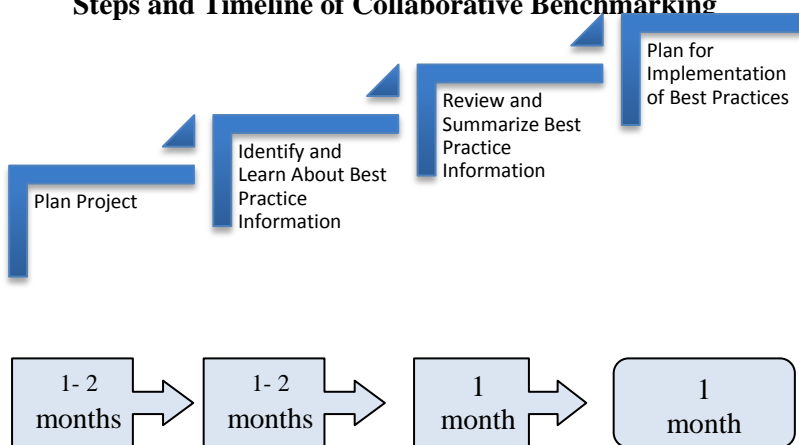 Steps and Timeline of Collaborative Benchmarking
Plan Project
Identify and
Learn About Best
Practice
Information
Review and
Summarize Best
Practice
Information
Plan for
Implementation
of Best Practices
1- 2
months
1- 2
months
1
month
1
month